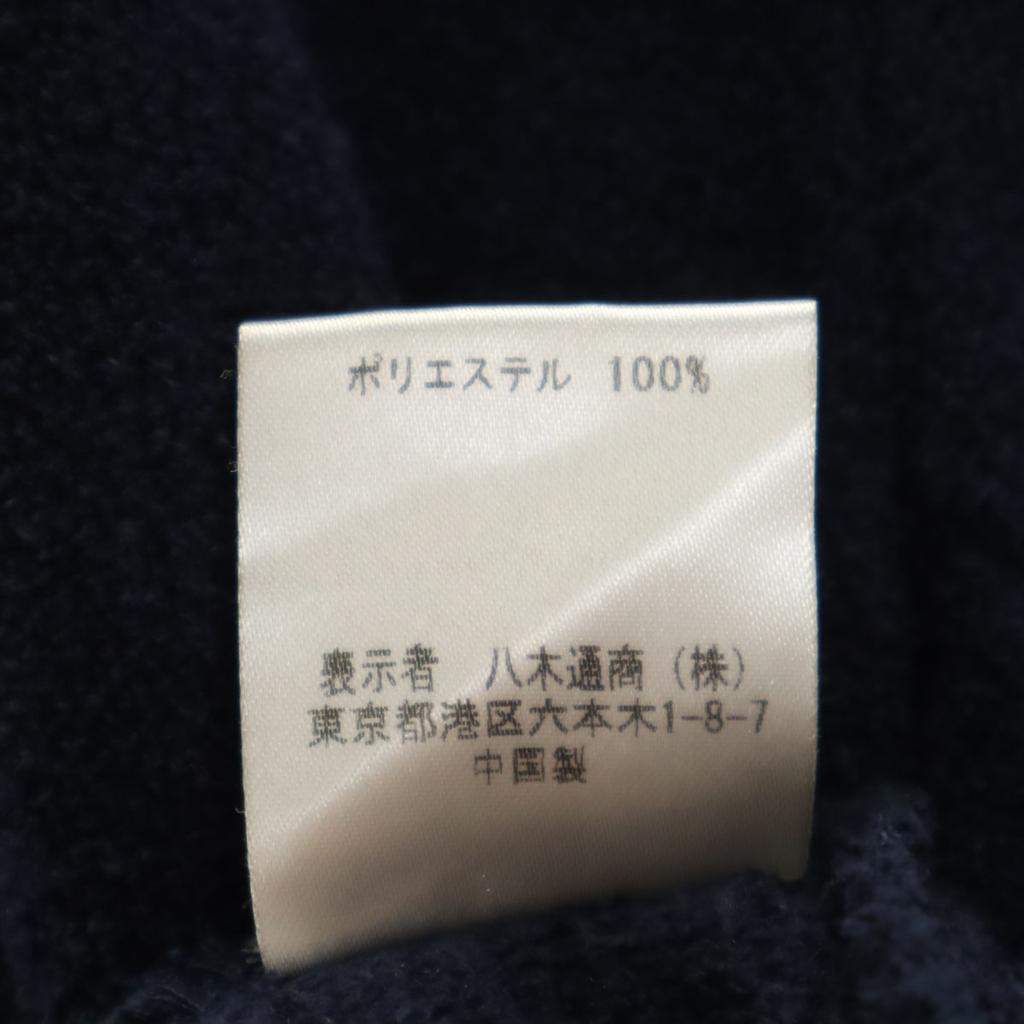 ポリエステル 100%
表示者 八木通商(株)
東京都港区六本木1-8-7
中国製